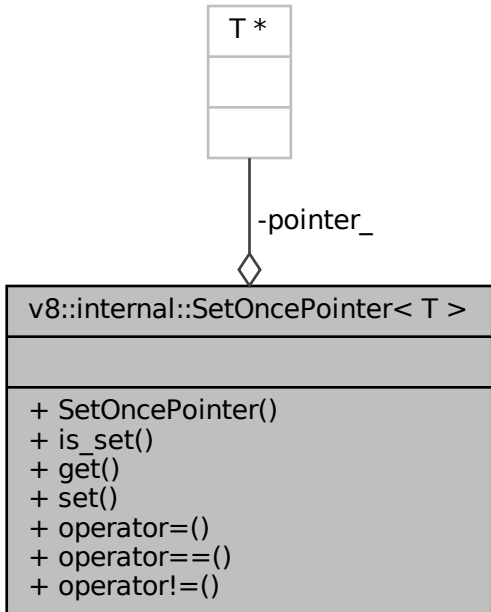 T *
-pointer_
v8::internal::SetOncePointer< T >
+ SetOncePointer()
+ is_set()
+ get()
+ set()
+ operator=()
+ operator==()
+ operator!=()